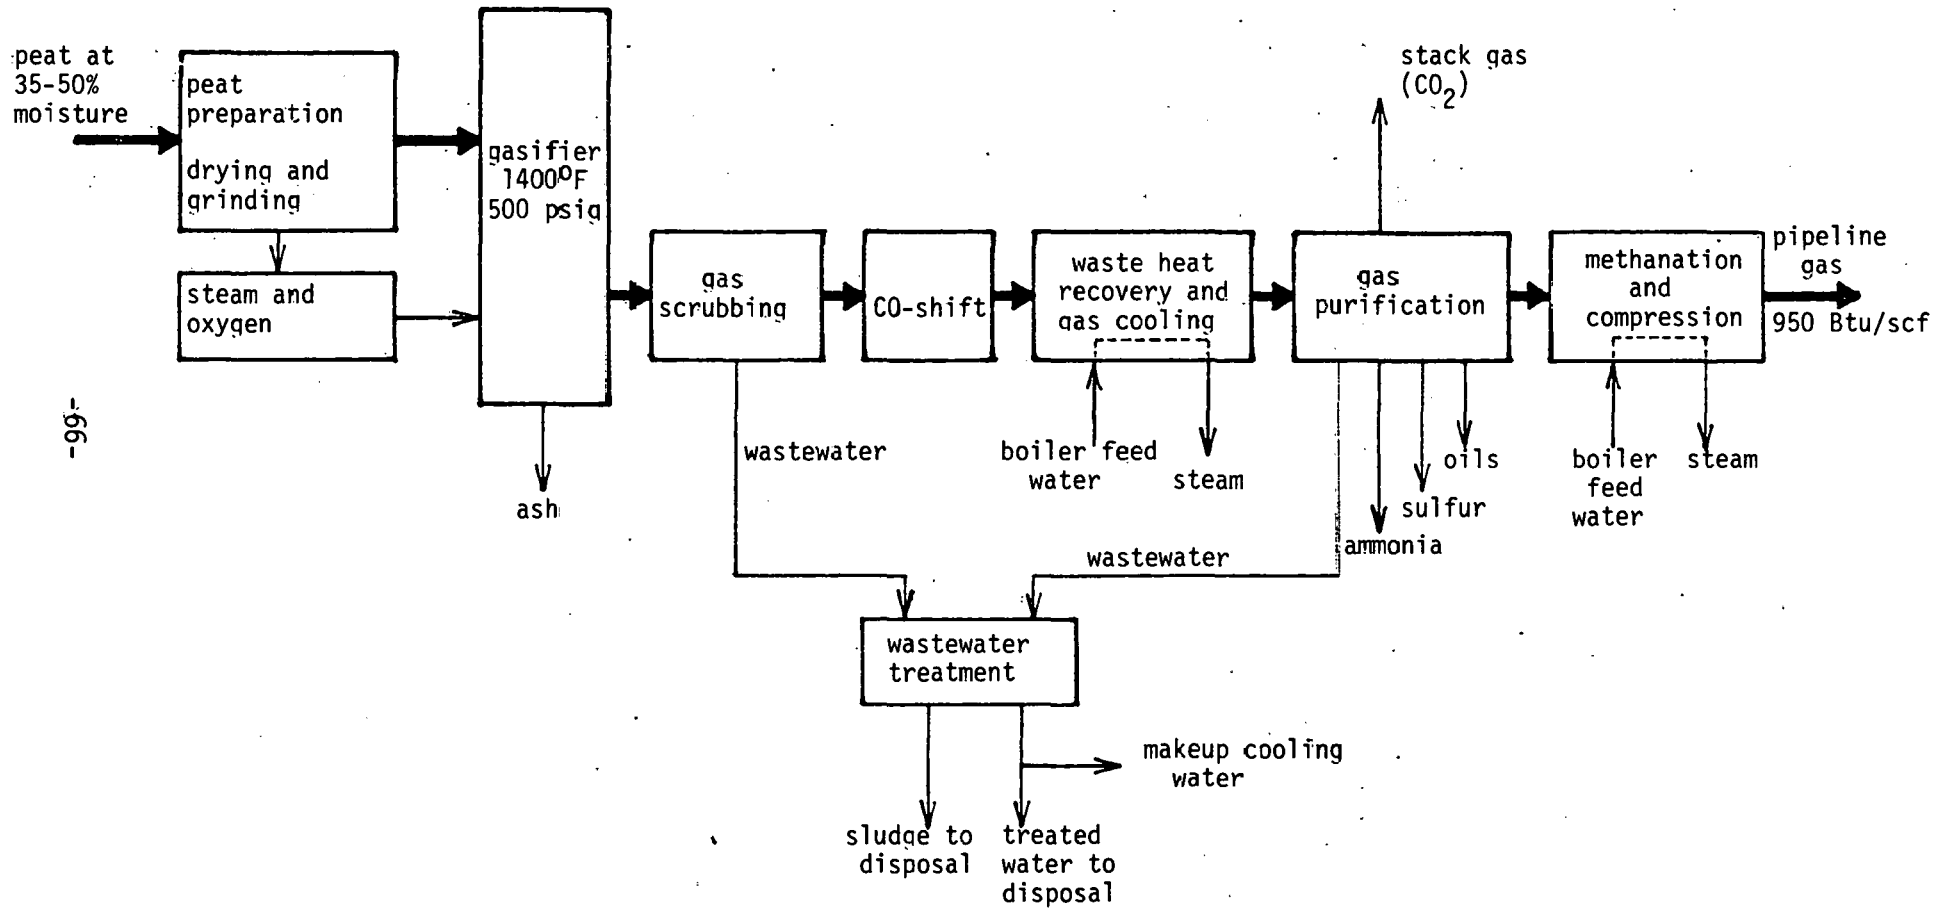 peat at
35-50%
moisture
peat
preparation
drying and
grinding
steam and
oxygen
gasifier
1400ºF
500 psig
ash
gas
scrubbing
wastewater
CO-shift
waste heat
recovery and
gas cooling
boiler feed
water
steam
stack gas
(CO2)
gas
purification
oils
sulfur
ammonia
wastewater
methanation
and
compression
boiler
feed
water
steam
pipeline
gas
950 Btu/scf
wastewater
treatment
makeup cooling
water
sludge to
disposal
treated
water to
disposal
-66-